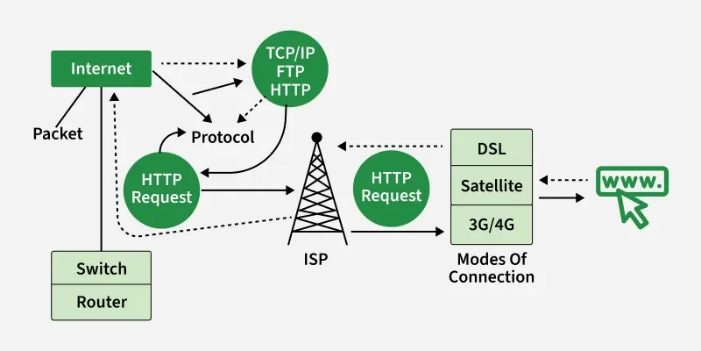 Internet
TCP/IP
FTP
HTTP
Packet
Protocol
HTTP
Request
ISP
HTTP
Request
DSL
Satellite
3G/4G
Modes Of
Connection
www.
Switch
Router